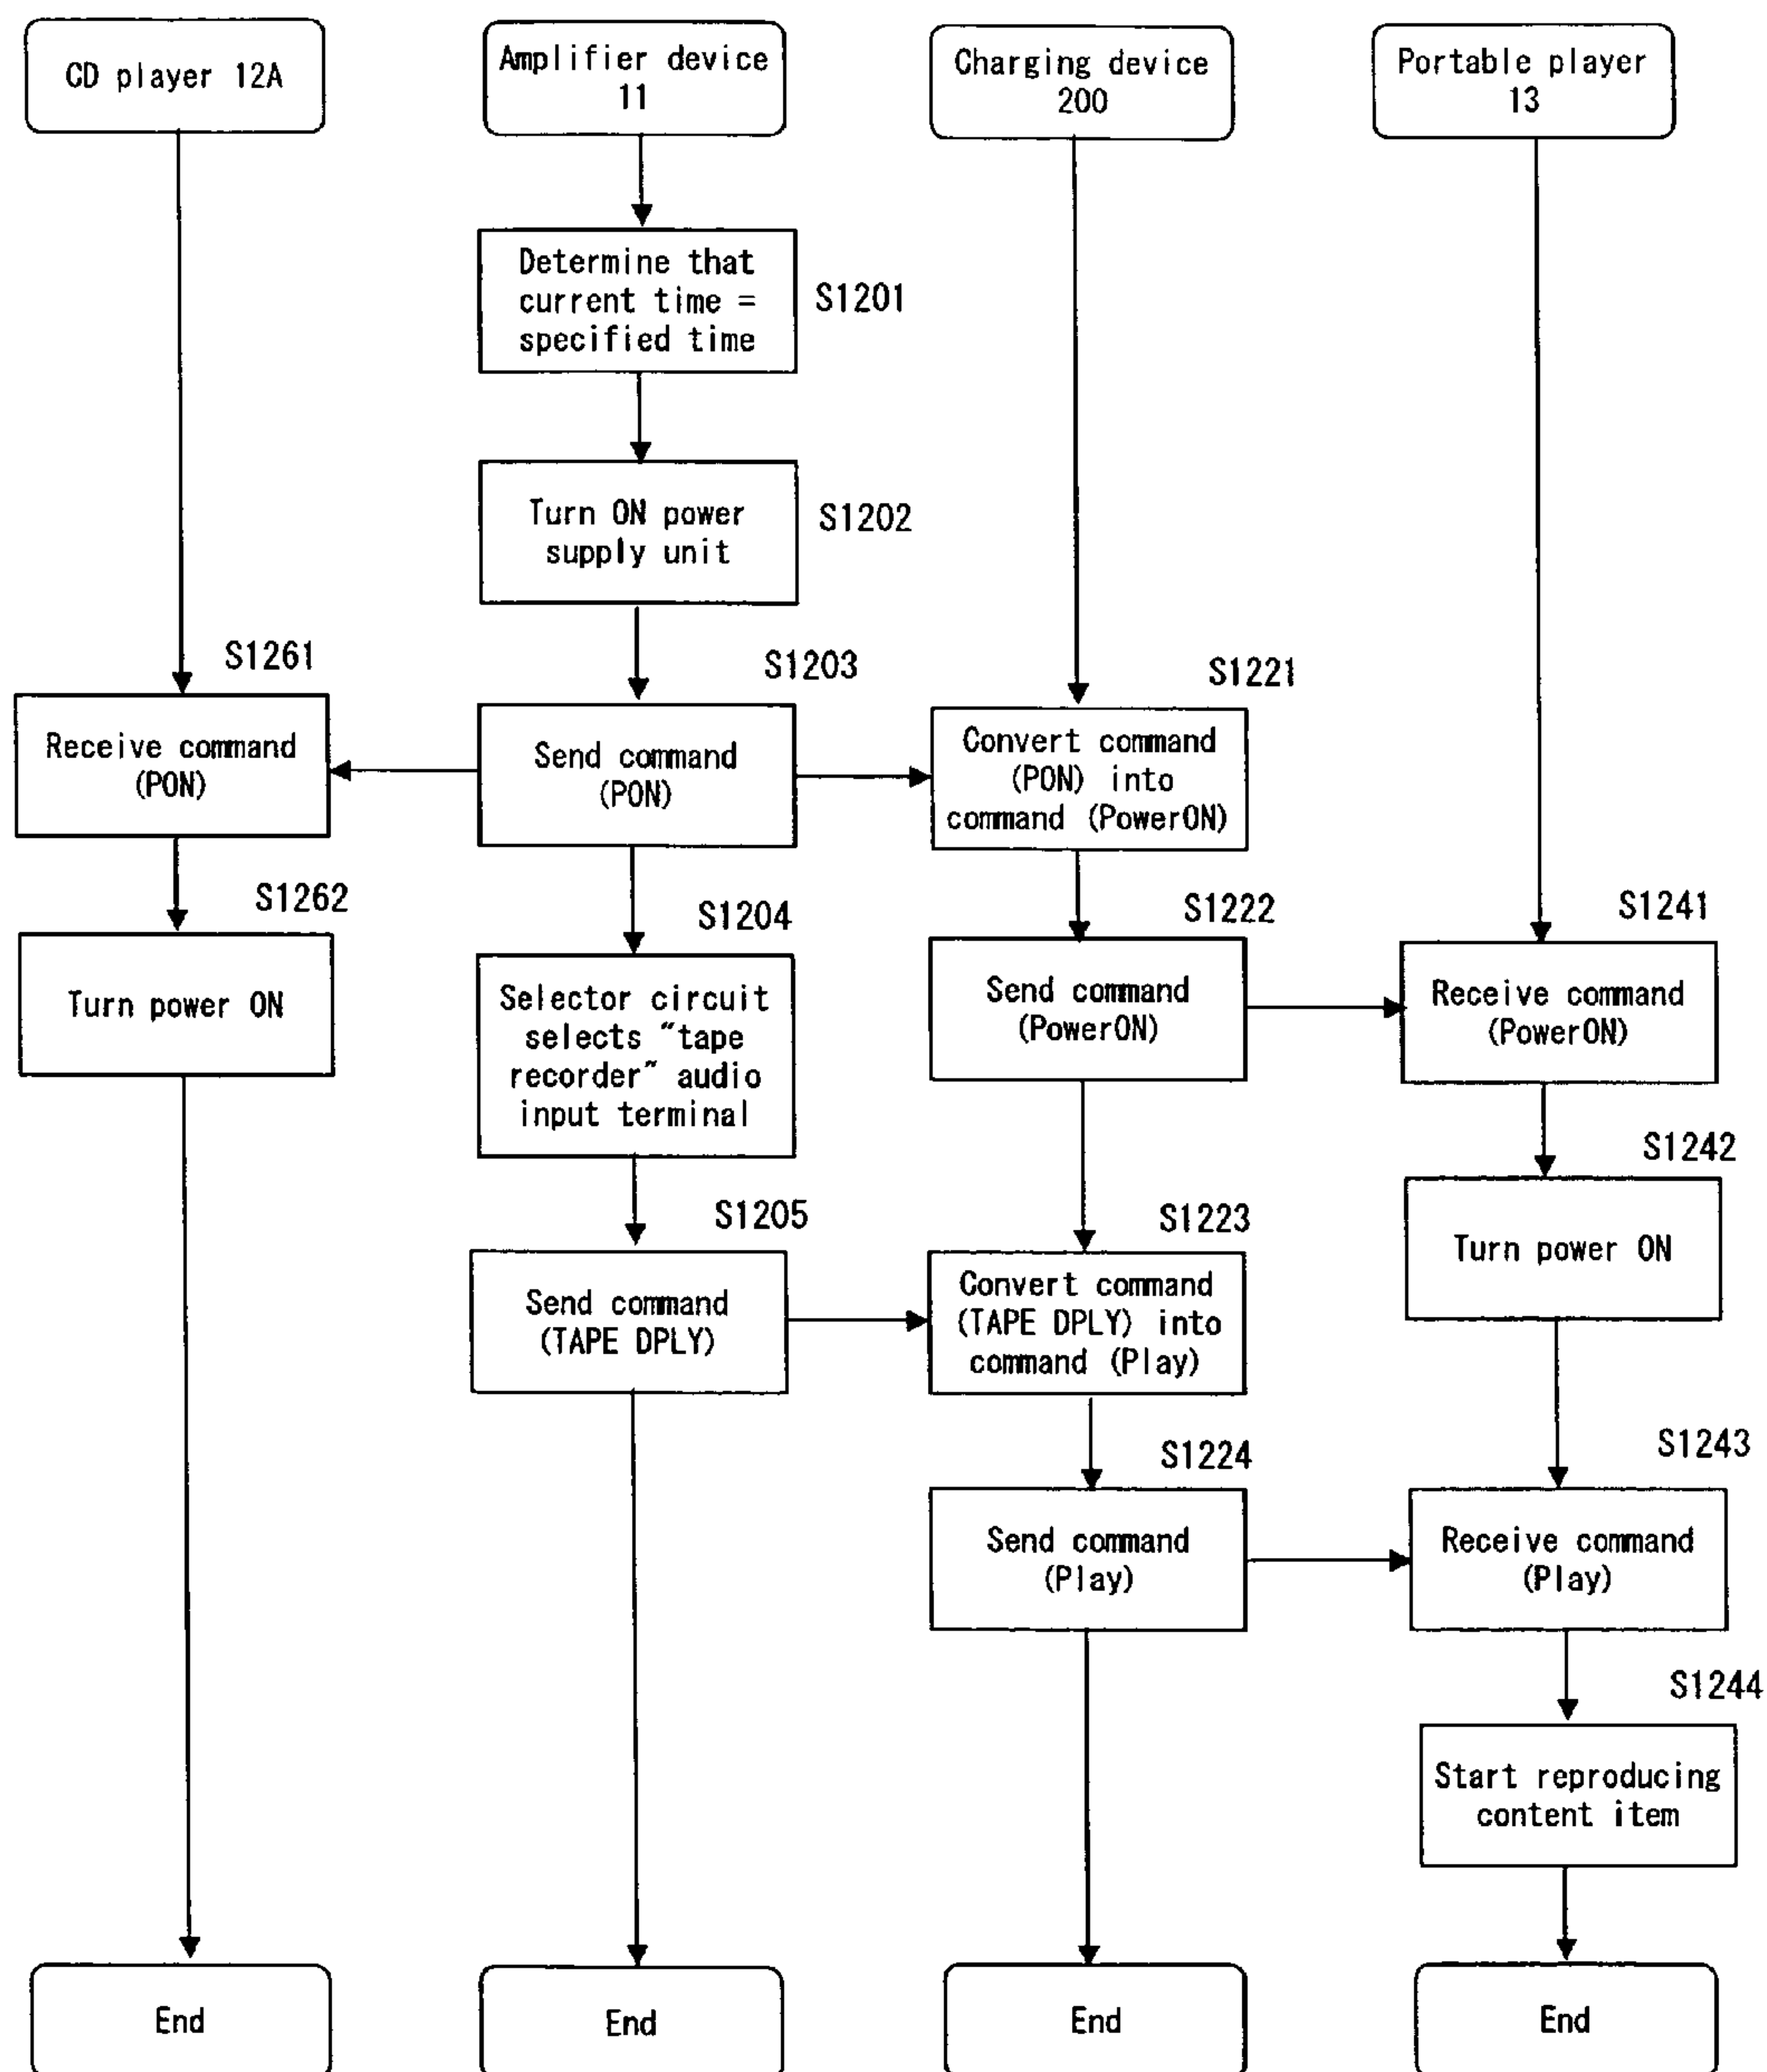 CD player 12A
Amplifier device
11
Charging device
200
Portable player
13
Determine that
current time =
specified time
S1201
Turn ON power
supply unit
S1202
S1261
S1203
S1221
Receive command
(PON)
Send command
(PON)
Convert command
(PON) into
command (PowerON)
S1262
S1204
S1222
S1241
Turn power ON
Selector circuit
selects "tape
recorder" audio
input terminal
Send command
(PowerON)
Receive command
(PowerON)
S1242
S1205
S1223
Turn power ON
Send command
(TAPE DPLY)
Convert command
(TAPE DPLY) into
command (Play)
S1224
S1243
Send command
(Play)
Receive command
(Play)
S1244
Start reproducing
content item
End
End
End
End